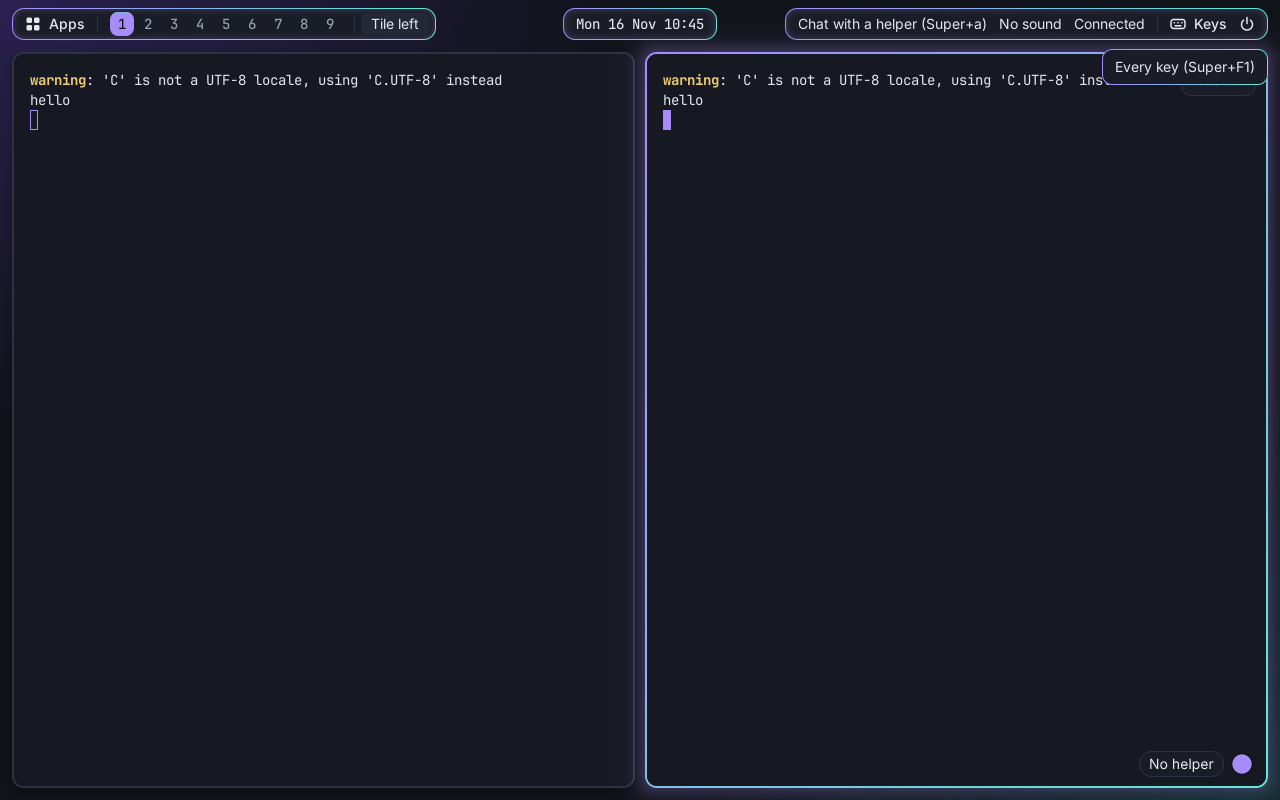 Apps 1 2 3 4 5 6 7 8 9 Tile left
Mon 16 Nov 10:45
Chat with a helper (Super+a) No sound Connected Keys
Every key (Super+F1)
warning: 'C' is not a UTF-8 locale, using 'C.UTF-8' instead
hello
warning: 'C' is not a UTF-8 locale, using 'C.UTF-8'
hello
No helper